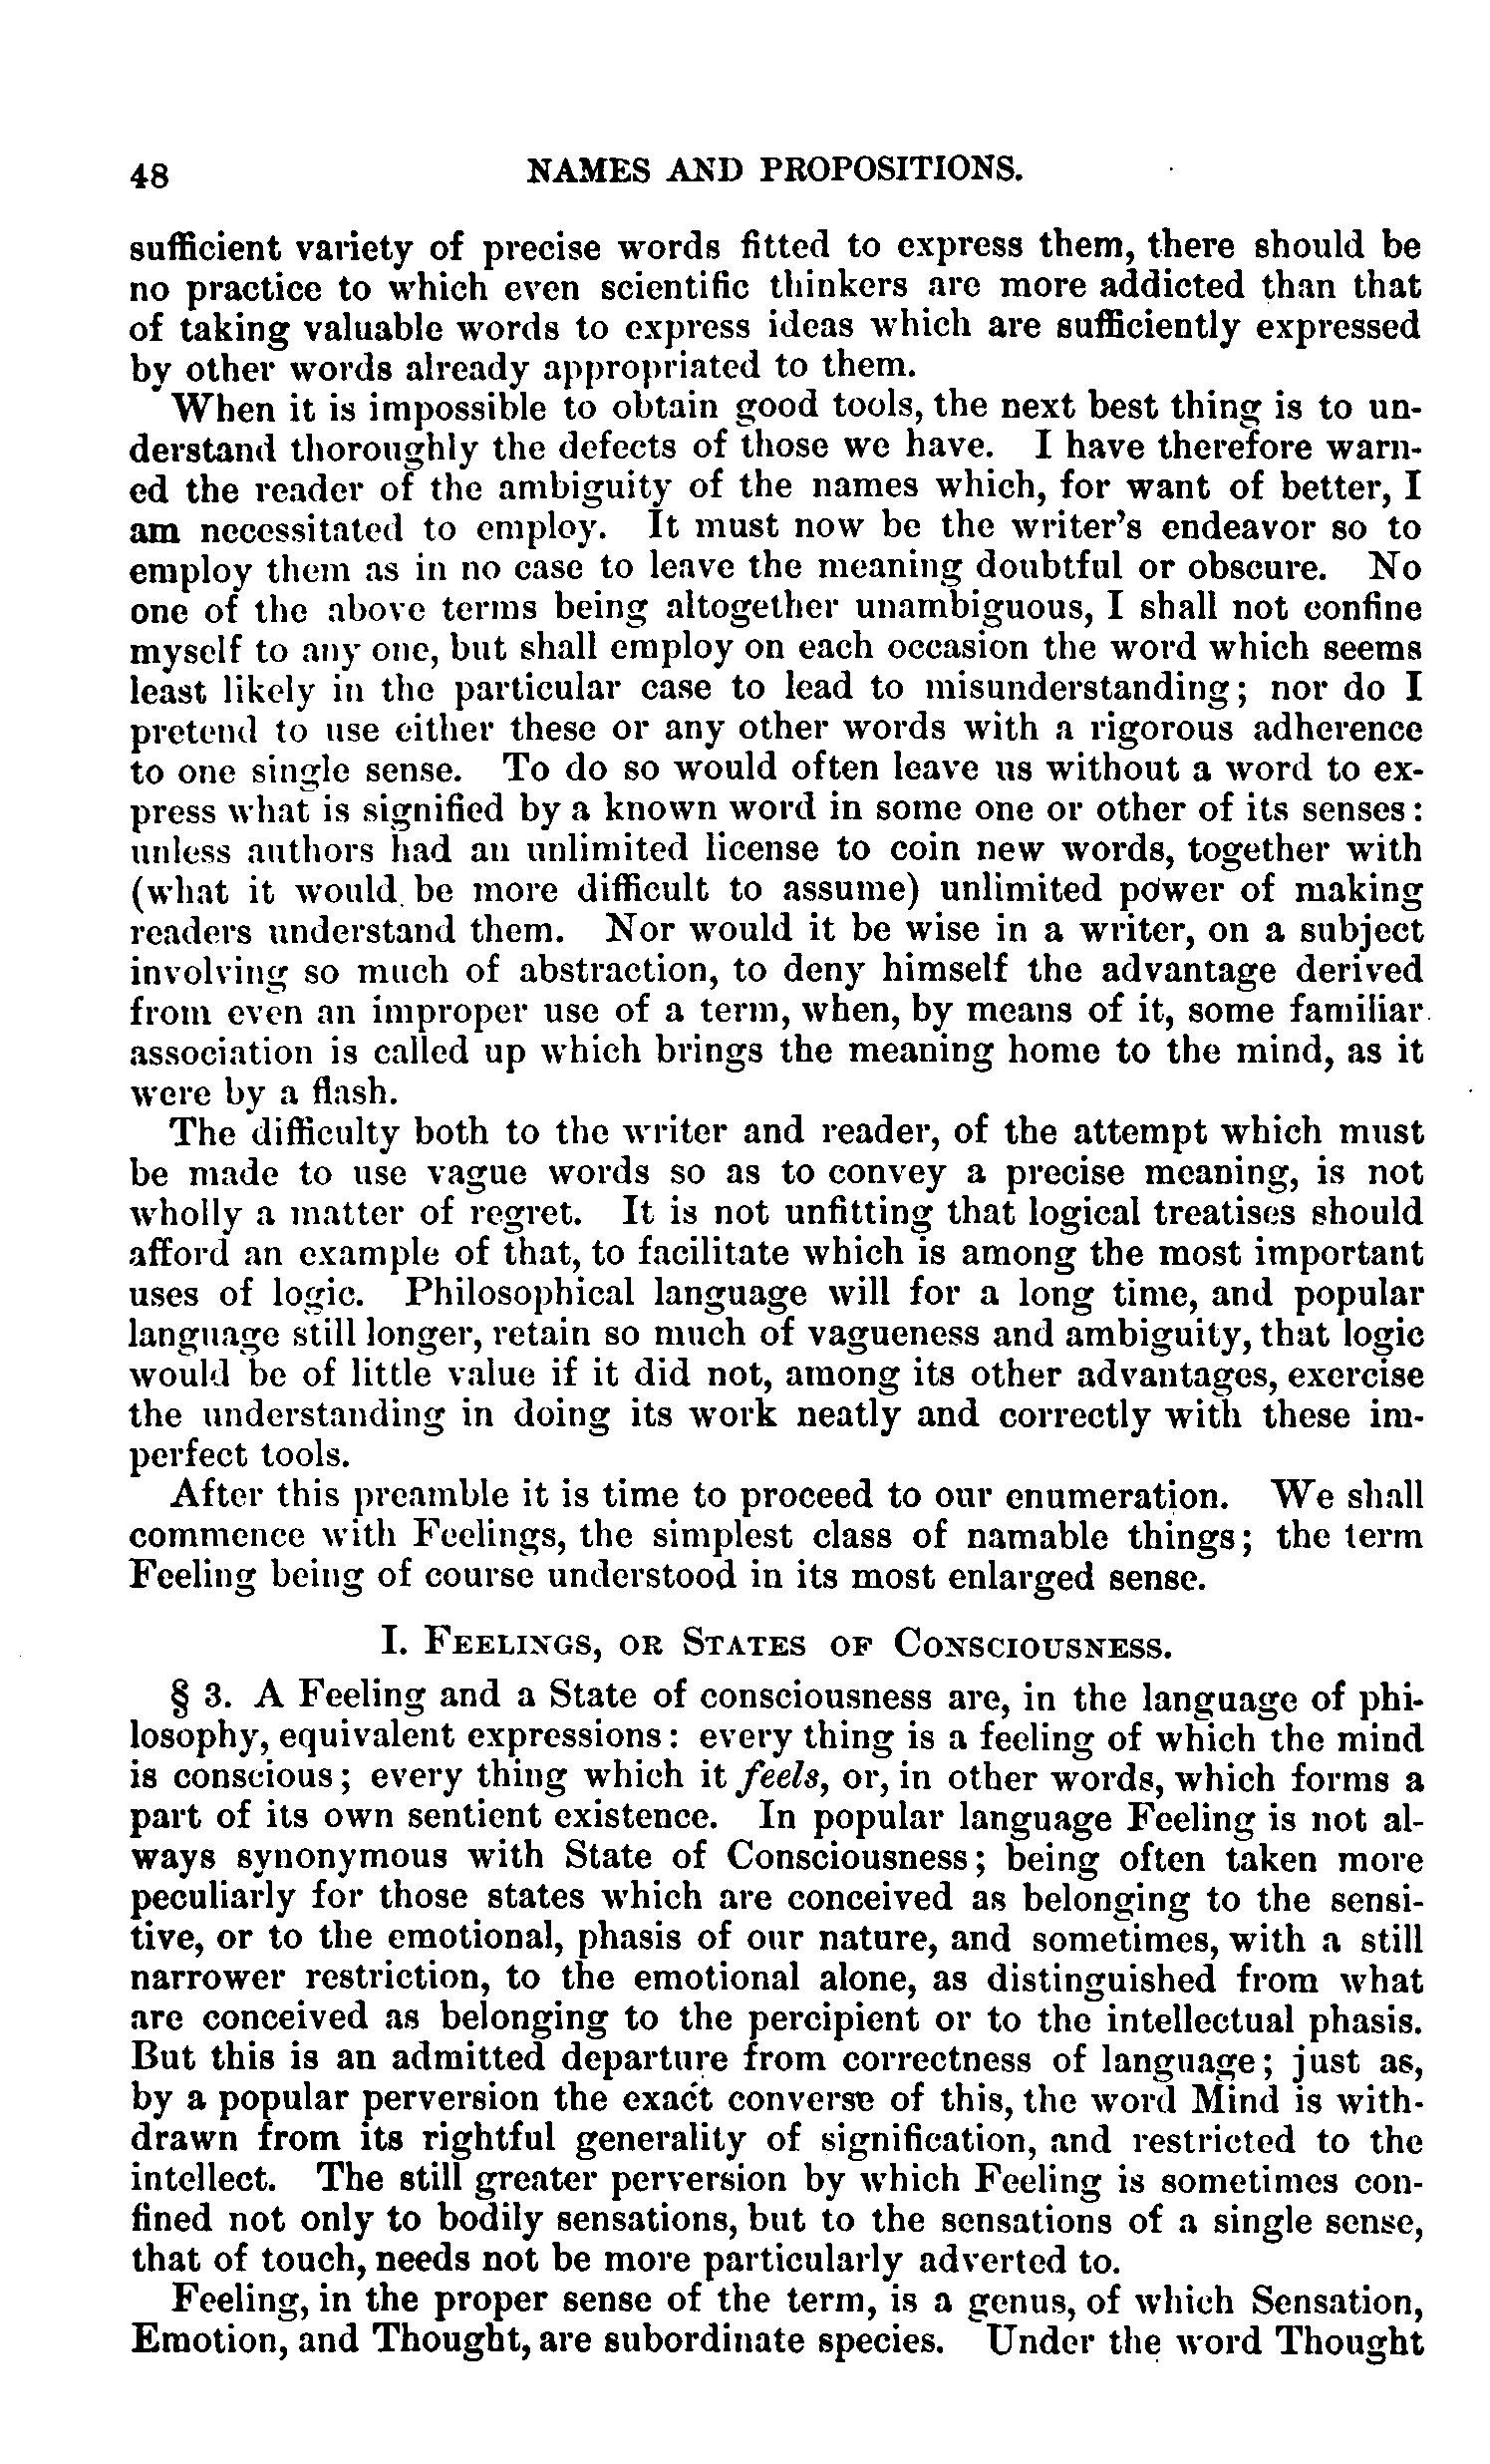 48 NAMES AND PROPOSITIONS.
sufficient variety of precise words fitted to express them, there should be
no practice to which even scientific thinkers are more addicted than that
of taking valuable words to express ideas which are sufficiently expressed
by other words already appropriated to them.
When it is impossible to obtain good tools, the next best thing is to un-
derstand thoroughly the defects of those we have. I have therefore warn-
ed the reader of the ambiguity of the names which, for want of better, I
am necessitated to employ. It must now be the writer's endeavor so to
employ them as in no case to leave the meaning doubtful or obscure. No
one of the above terms being altogether unambiguous, I shall not confine
myself to any one, but shall employ on each occasion the word which seems
least likely in the particular case to lead to misunderstanding; nor do I
pretend to use either these or any other words with a rigorous adherence
to one single sense. To do so would often leave us without a word to ex-
press what is signified by a known word in some one or other of its senses:
unless authors had an unlimited license to coin new words, together with
(what it would be more difficult to assume) unlimited power of making
readers understand them. Nor would it be wise in a writer, on a subject
involving so much of abstraction, to deny himself the advantage derived
from even an improper use of a term, when, by means of it, some familiar
association is called up which brings the meaning home to the mind, as it
were by a flash.
The difficulty both to the writer and reader, of the attempt which must
be made to use vague words so as to convey a precise meaning, is not
wholly a matter of regret. It is not unfitting that logical treatises should
afford an example of that, to facilitate which is among the most important
uses of logic. Philosophical language will for a long time, and popular
language still longer, retain so much of vagueness and ambiguity, that logic
would be of little value if it did not, among its other advantages, exercise
the understanding in doing its work neatly and correctly with these im-
perfect tools.
After this preamble it is time to proceed to our enumeration. We shall
commence with Feelings, the simplest class of namable things; the term
Feeling being of course understood in its most enlarged sense.
I. FEELINGS, OR STATES OF CONSCIOUSNESS.
§ 3. A Feeling and a State of consciousness are, in the language of phi-
losophy, equivalent expressions: every thing is a feeling of which the mind
is conscious; every thing which it feels, or, in other words, which forms a
part of its own sentient existence. In popular language Feeling is not al-
ways synonymous with State of Consciousness; being often taken more
peculiarly for those states which are conceived as belonging to the sensi-
tive, or to the emotional, phasis of our nature, and sometimes, with a still
narrower restriction, to the emotional alone, as distinguished from what
are conceived as belonging to the percipient or to the intellectual phasis.
But this is an admitted departure from correctness of language; just as,
by a popular perversion the exact converse of this, the word Mind is with-
drawn from its rightful generality of signification, and restricted to the
intellect. The still greater perversion by which Feeling is sometimes con-
fined not only to bodily sensations, but to the sensations of a single sense,
that of touch, needs not be more particularly adverted to.
Feeling, in the proper sense of the term, is a genus, of which Sensation,
Emotion, and Thought, are subordinate species. Under the word Thought